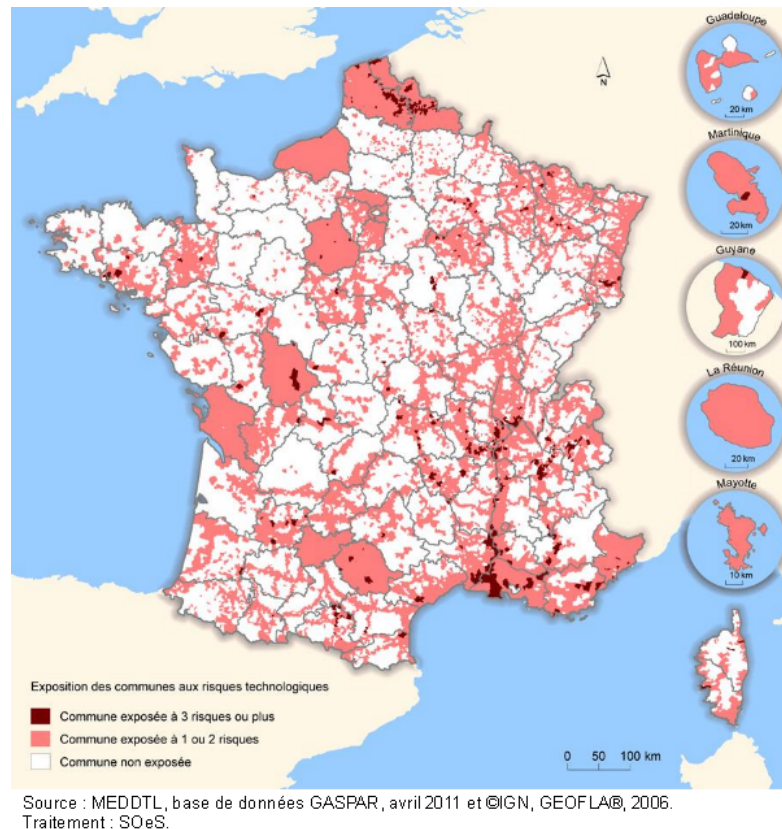 Guadeloupe
20 km
Martinique
20 km
Guyane
100 km
La Réunion
20 km
Mayotte
10 km
N
Exposition des communes aux risques technologiques
Commune exposée à 3 risques ou plus
Commune exposée à 1 ou 2 risques
Commune non exposée
0 50 100 km
Source : MEDDTL, base de données GASPAR, avril 2011 et ©IGN, GEOFLA®, 2006.
Traitement : SOeS.